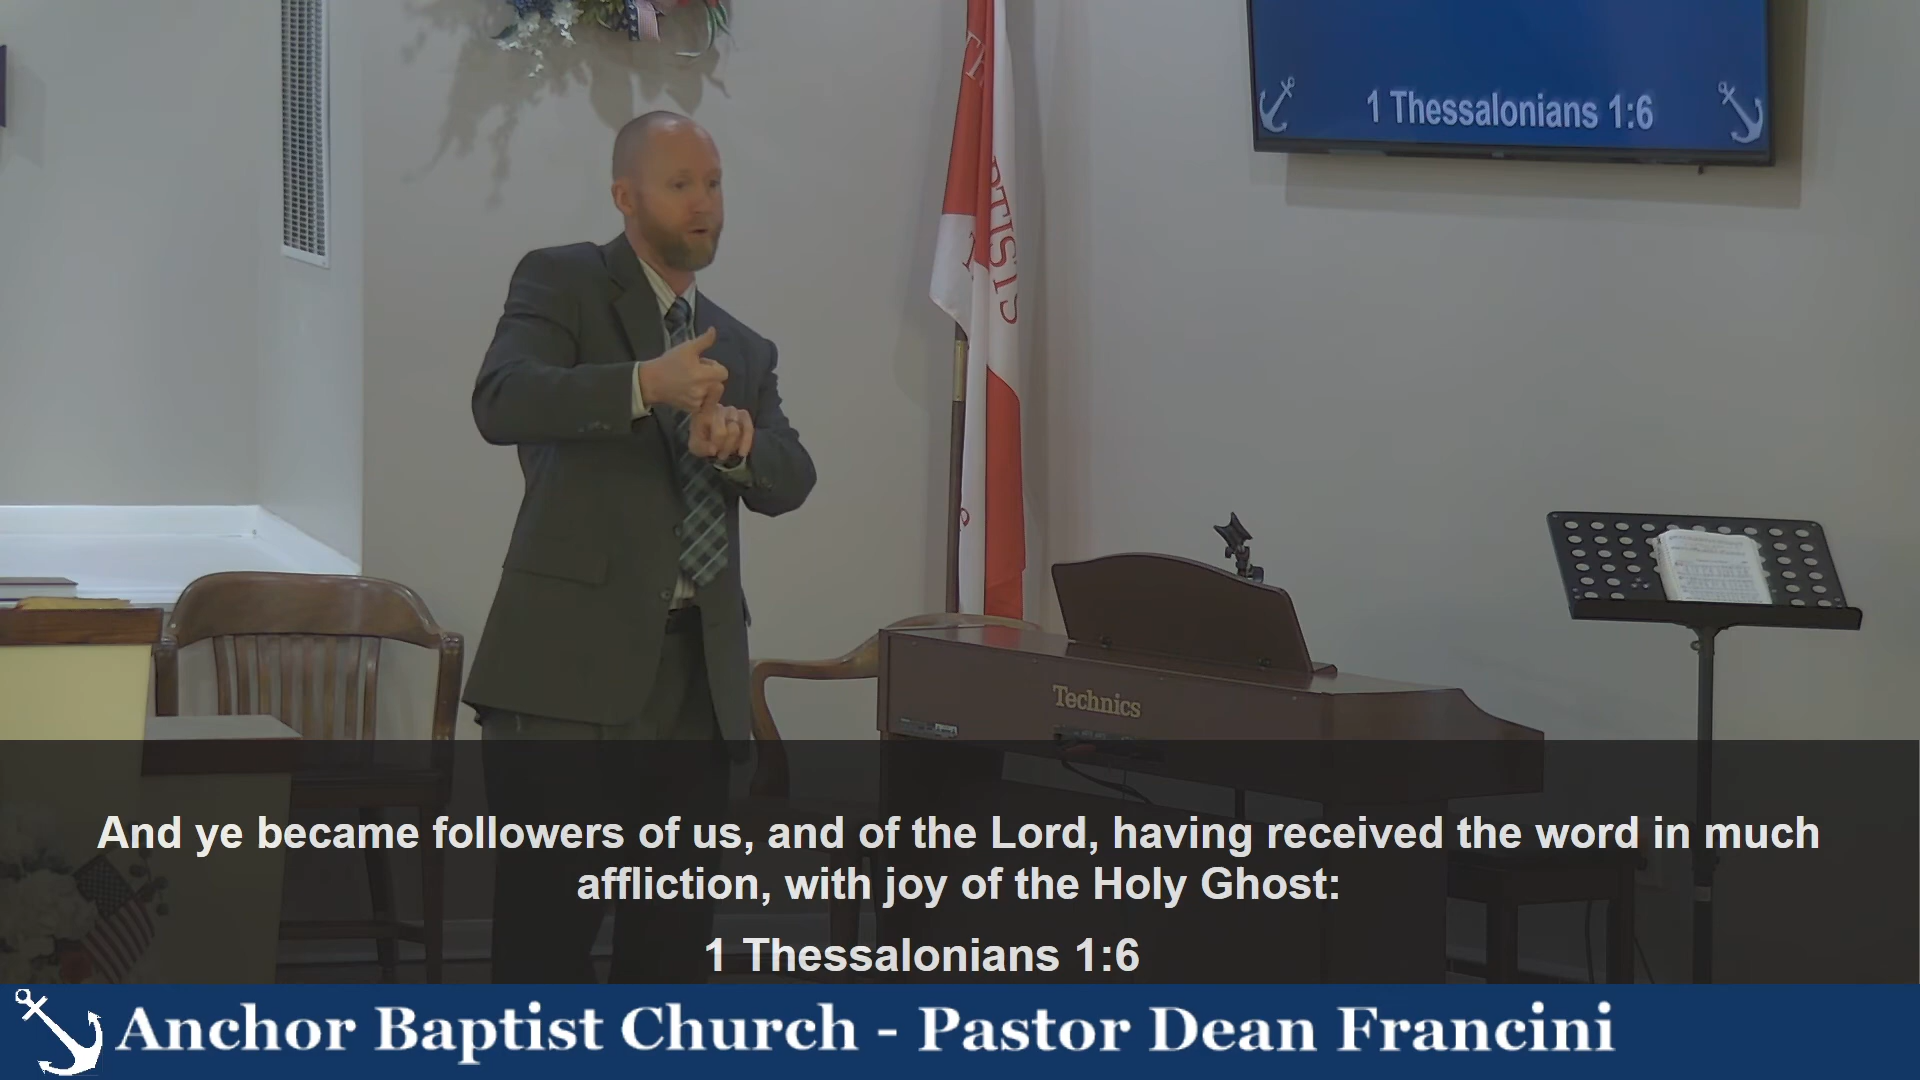 1 Thessalonians 1:6
Technics
And ye became followers of us, and of the Lord, having received the word in much
affliction, with joy of the Holy Ghost:
1 Thessalonians 1:6
Anchor Baptist Church - Pastor Dean Francini